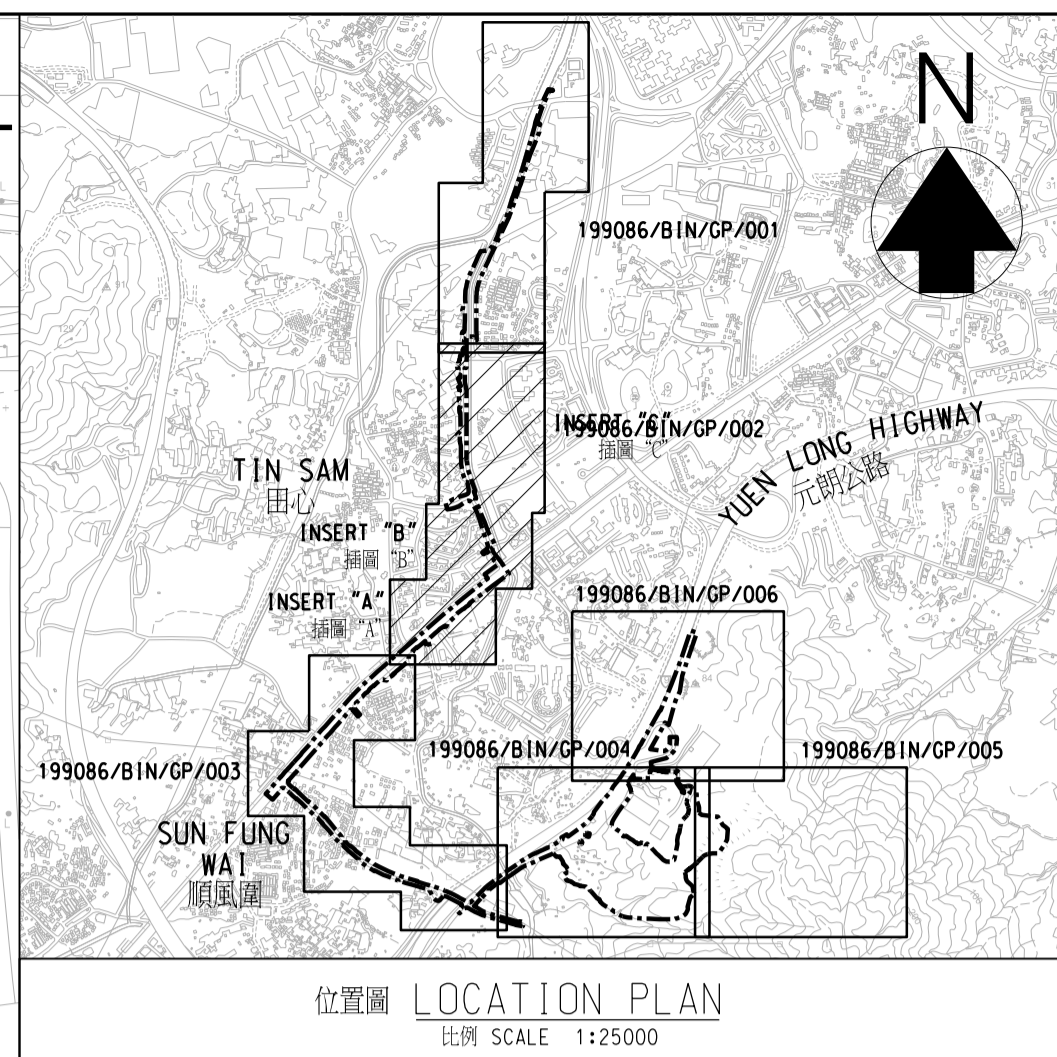 N
199086/BIN/GP/001
INSERT "C"
199086/BIN/GP/002
插圖 "C"
YUEN LONG HIGHWAY
元朗公路
TIN SAM
田心
INSERT "B"
插圖 "B"
INSERT "A"
插圖 "A"
199086/BIN/GP/006
199086/BIN/GP/003
199086/BIN/GP/004
199086/BIN/GP/005
SUN FUNG
WAI
順風圍
位置圖 LOCATION PLAN
比例 SCALE 1:25000